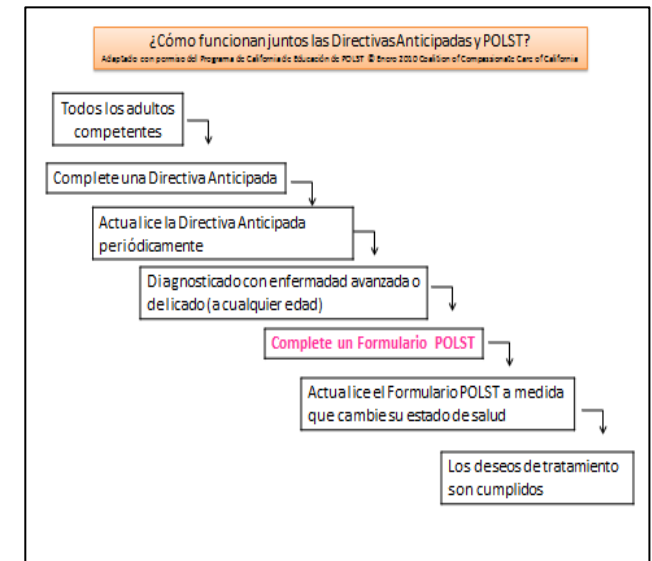 ¿Cómo funcionan juntos las Directivas Anticipadas y POLST?
Adaptado con permiso del Programa de California de Educación de POLST © Enero 2010 Coalition of Compassionate Care of California
Todos los adultos
competentes
Complete una Directiva Anticipada
Actualice la Directiva Anticipada
periódicamente
Diagnosticado con enfermadad avanzada o
delicado (a cualquier edad)
Complete un Formulario POLST
Actualice el Formulario POLST a medida
que cambie su estado de salud
Los deseos de tratamiento
son cumplidos